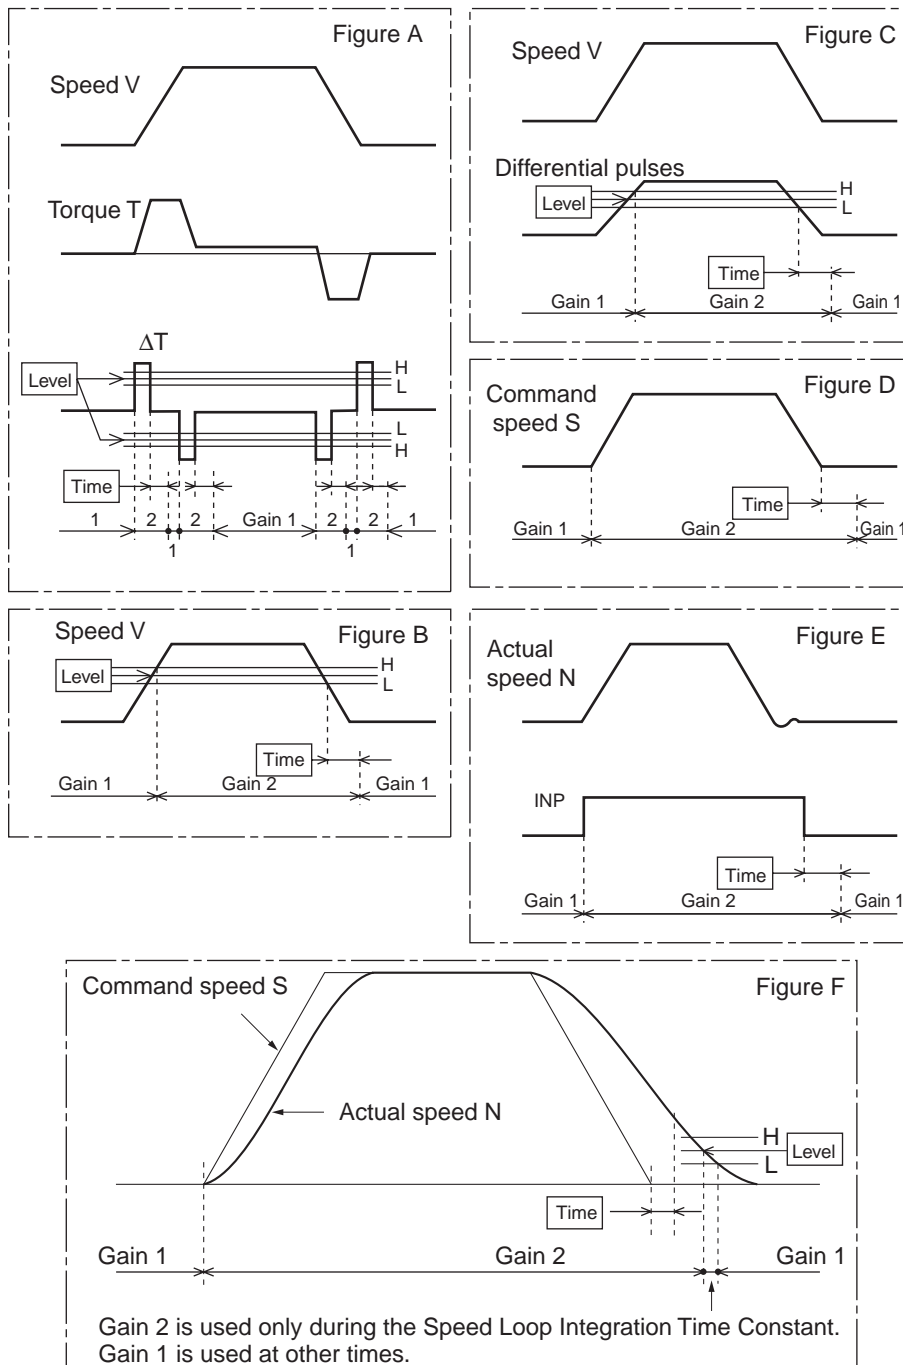 Figure A
Speed V
Torque T
ΔT
H
Level
L
L
H
Time
1 2 2 Gain 1 2 2 1
1 1
Figure B
Speed V
H
Level
L
Time
Gain 1 Gain 2 Gain 1
Figure C
Speed V
Differential pulses
H
Level
L
Time
Gain 1 Gain 2 Gain 1
Figure D
Command
speed S
Time
Gain 1 Gain 2 Gain 1
Figure E
Actual
speed N
INP
Time
Gain 1 Gain 2 Gain 1
Figure F
Command speed S
Actual speed N
H
Level
L
Time
Gain 1 Gain 2 Gain 1
Gain 2 is used only during the Speed Loop Integration Time Constant.
Gain 1 is used at other times.